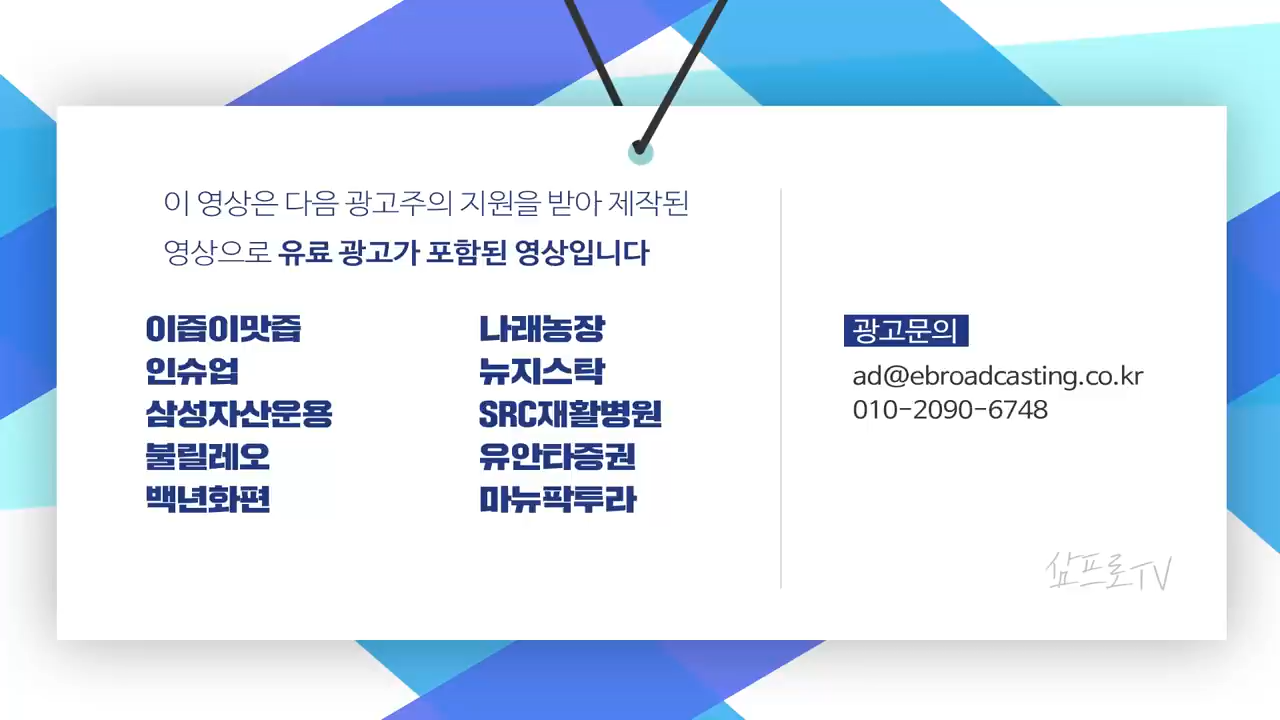 이 영상은 다음 광고주의 지원을 받아 제작된
영상으로 유료 광고가 포함된 영상입니다
이즙이맛즙
인슈업
삼성자산운용
불릴레오
백년화편
나래농장
뉴지스탁
SRC재활병원
유안타증권
마뉴팍투라
광고문의
ad@ebroadcasting.co.kr
010-2090-6748
삼프로TV